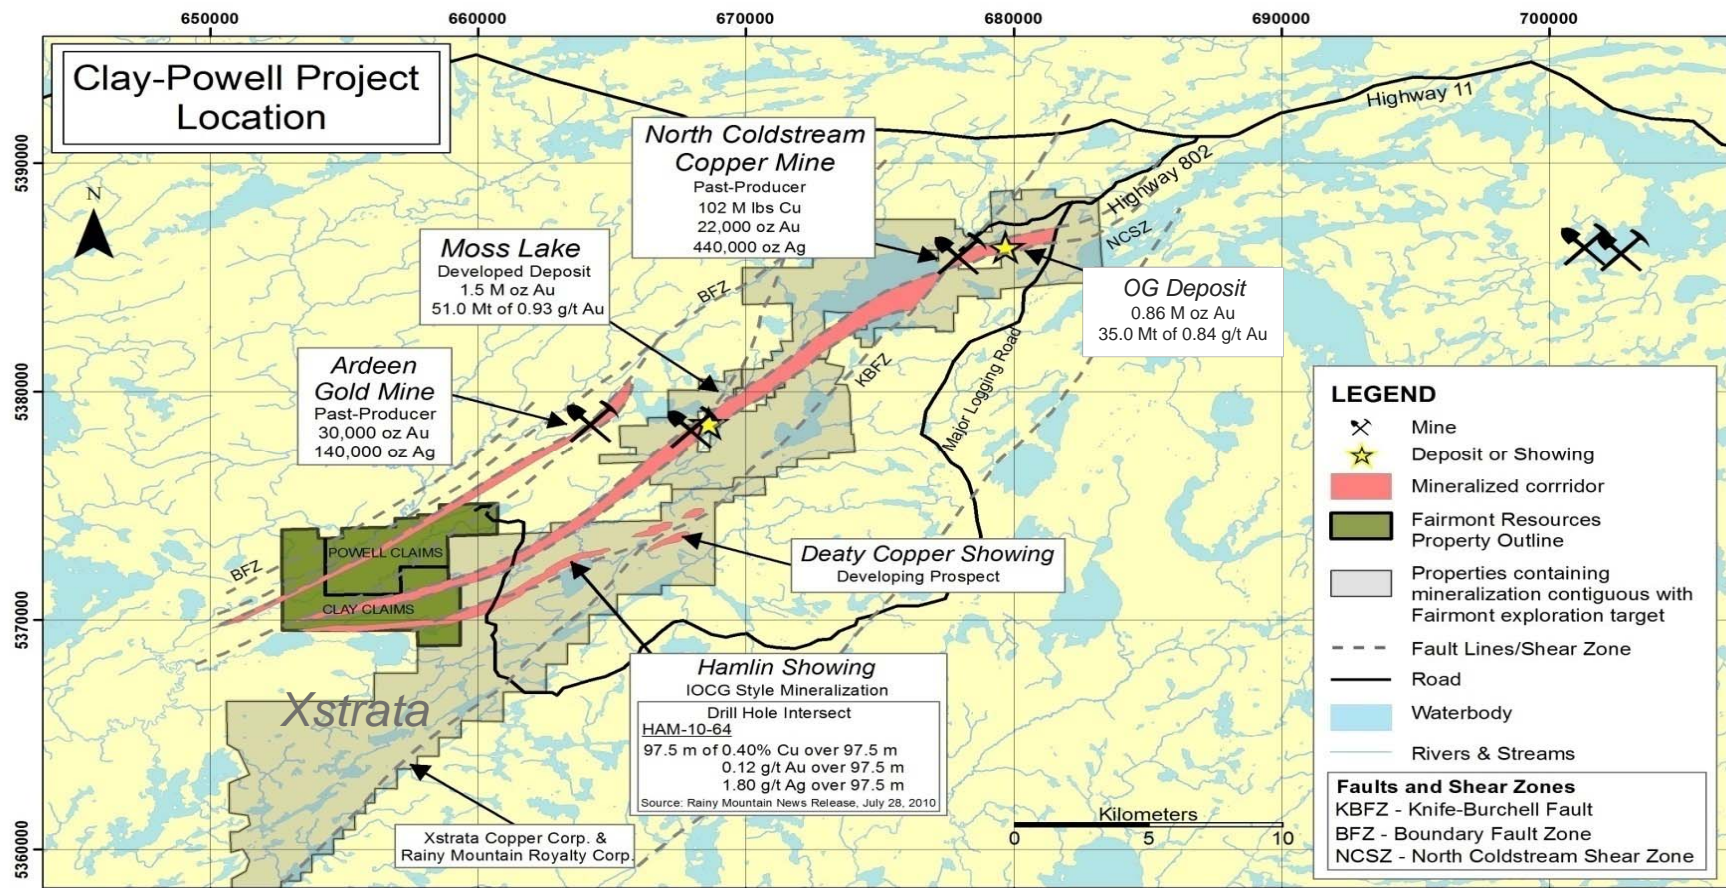 650000
660000
670000
680000
690000
700000
Clay-Powell Project
Location
Highway 11
North Coldstream
Copper Mine
Past-Producer
102 M lbs Cu
22,000 oz Au
440,000 oz Ag
Highway 802
5390000
N
NCSZ
Moss Lake
Developed Deposit
1.5 M oz Au
51.0 Mt of 0.93 g/t Au
BFZ
OG Deposit
0.86 M oz Au
35.0 Mt of 0.84 g/t Au
Ardeen
Gold Mine
Past-Producer
30,000 oz Au
140,000 oz Ag
KBFZ
Major Logging Road
5380000
POWELL CLAIMS
BFZ
CLAY CLAIMS
Deaty Copper Showing
Developing Prospect
5370000
Hamlin Showing
IOCG Style Mineralization
Drill Hole Intersect
HAM-10-64
97.5 m of 0.40% Cu over 97.5 m
0.12 g/t Au over 97.5 m
1.80 g/t Ag over 97.5 m
Source: Rainy Mountain News Release, July 28, 2010
Xstrata
Xstrata Copper Corp. &
Rainy Mountain Royalty Corp.
5360000
Kilometers
0
5
10
LEGEND
Mine
Deposit or Showing
Mineralized corrridor
Fairmont Resources
Property Outline
Properties containing
mineralization contiguous with
Fairmont exploration target
Fault Lines/Shear Zone
Road
Waterbody
Rivers & Streams
Faults and Shear Zones
KBFZ - Knife-Burchell Fault
BFZ - Boundary Fault Zone
NCSZ - North Coldstream Shear Zone